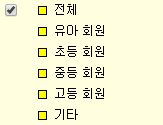 전체
유아 회원
초등 회원
중등 회원
고등 회원
기타